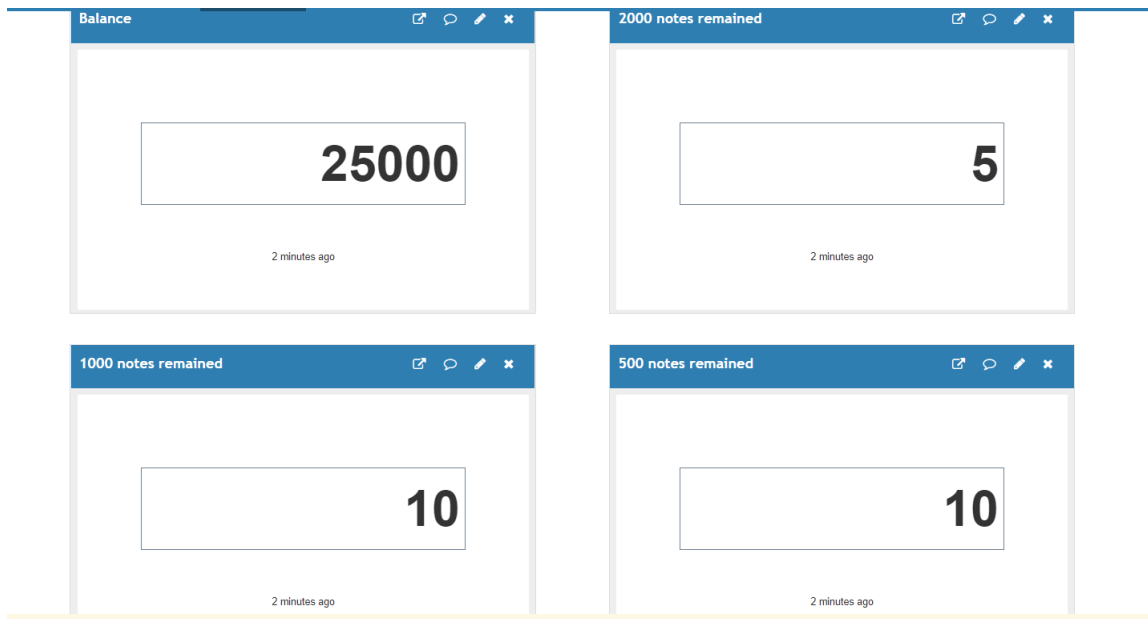 Balance
25000
2 minutes ago
2000 notes remained
5
2 minutes ago
1000 notes remained
10
2 minutes ago
500 notes remained
10
2 minutes ago